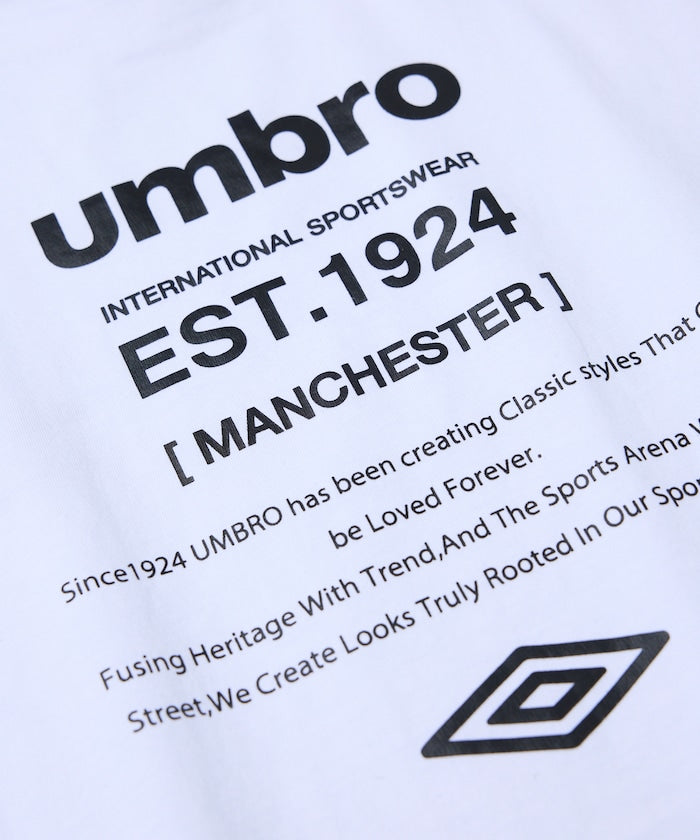 umbro
INTERNATIONAL SPORTSWEAR
EST.1924
[ MANCHESTER ]
Since1924 UMBRO has been creating Classic styles That
be Loved Forever.
Fusing Heritage With Trend,And The Sports Arena
Street,We Create Looks Truly Rooted In Our